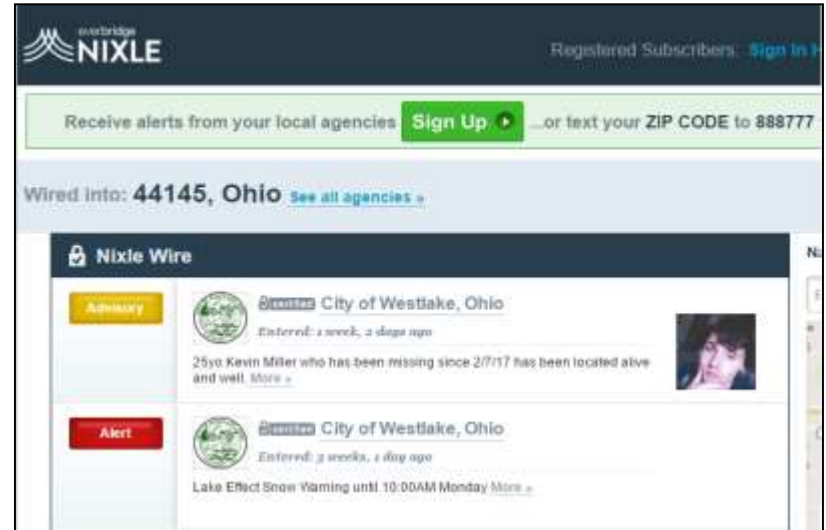 everbridge
NIXLE
Registered Subscribers: Sign In
Receive alerts from your local agencies Sign Up ...or text your ZIP CODE to 888777
Wired into: 44145, Ohio See all agencies »
Nixle Wire
Advisory
verified City of Westlake, Ohio
Entered: 1 week, 2 days ago
25yo Kevin Miller who has been missing since 2/7/17 has been located alive
and well. More »
Alert
verified City of Westlake, Ohio
Entered: 3 weeks, 1 day ago
Lake Effect Snow Warning until 10:00AM Monday More »